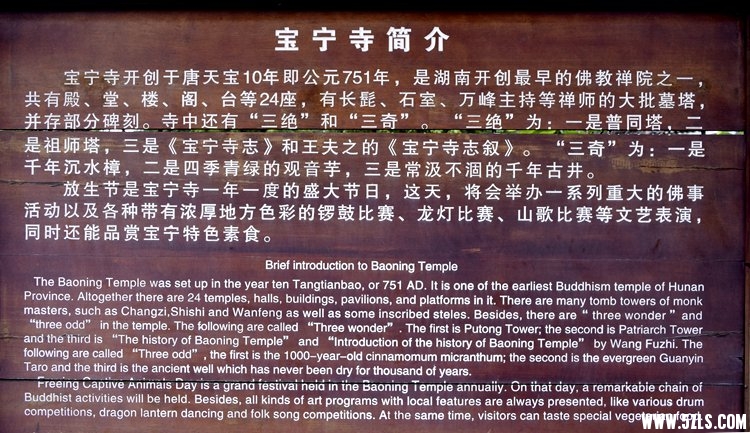 宝宁寺简介
宝宁寺开创于唐天宝10年即公元751年，是湖南开创最早的佛教禅院之一，
共有殿、堂、楼、阁、台等24座，有长髭、石室、万峰主持等禅师的大批墓塔，
并存部分碑刻。寺中还有“三绝”和“三奇”。“三绝”为：一是普同塔，二
是祖师塔，三是《宝宁寺志》和王夫之的《宝宁寺志叙》。“三奇”为：一是
千年沉水樟，二是四季青绿的观音芋，三是常汲不涸的千年古井。
放生节是宝宁寺一年一度的盛大节日，这天，将会举办一系列重大的佛事
活动以及各种带有浓厚地方色彩的锣鼓比赛、龙灯比赛、山歌比赛等文艺表演，
同时还能品赏宝宁寺特色素食。
Brief introduction to Baoning Temple
The Baoning Temple was set up in the year ten Tangtianbao, or 751 AD. It is one of the earliest Buddhism temple of Hunan
Province. Altogether there are 24 temples, halls, buildings, pavilions, and platforms in it. There are many tomb towers of monk
masters, such as Changzi,Shishi and Wanfeng as well as some inscribed steles. Besides, there are “ three wonder ” and
“three odd” in the temple. The following are called “Three wonder”. The first is Putong Tower; the second is Patriarch Tower
and the third is “The history of Baoning Temple” and “Introduction of the history of Baoning Temple” by Wang Fuzhi. The
following are called “Three odd”, the first is the 1000-year-old cinnamomum micranthum; the second is the evergreen Guanyin
Taro and the third is the ancient well which has never been dry for thousand of years.
Freeing Captive Animals Day is a grand festival held in the Baoning Temple annually. On that day, a remarkable chain of
Buddhist activities will be held. Besides, all kinds of art programs with local features are always presented, like various drum
competitions, dragon lantern dancing and folk song competitions. At the same time, visitors can taste special vegetarian food.
WWW.52LS.COM